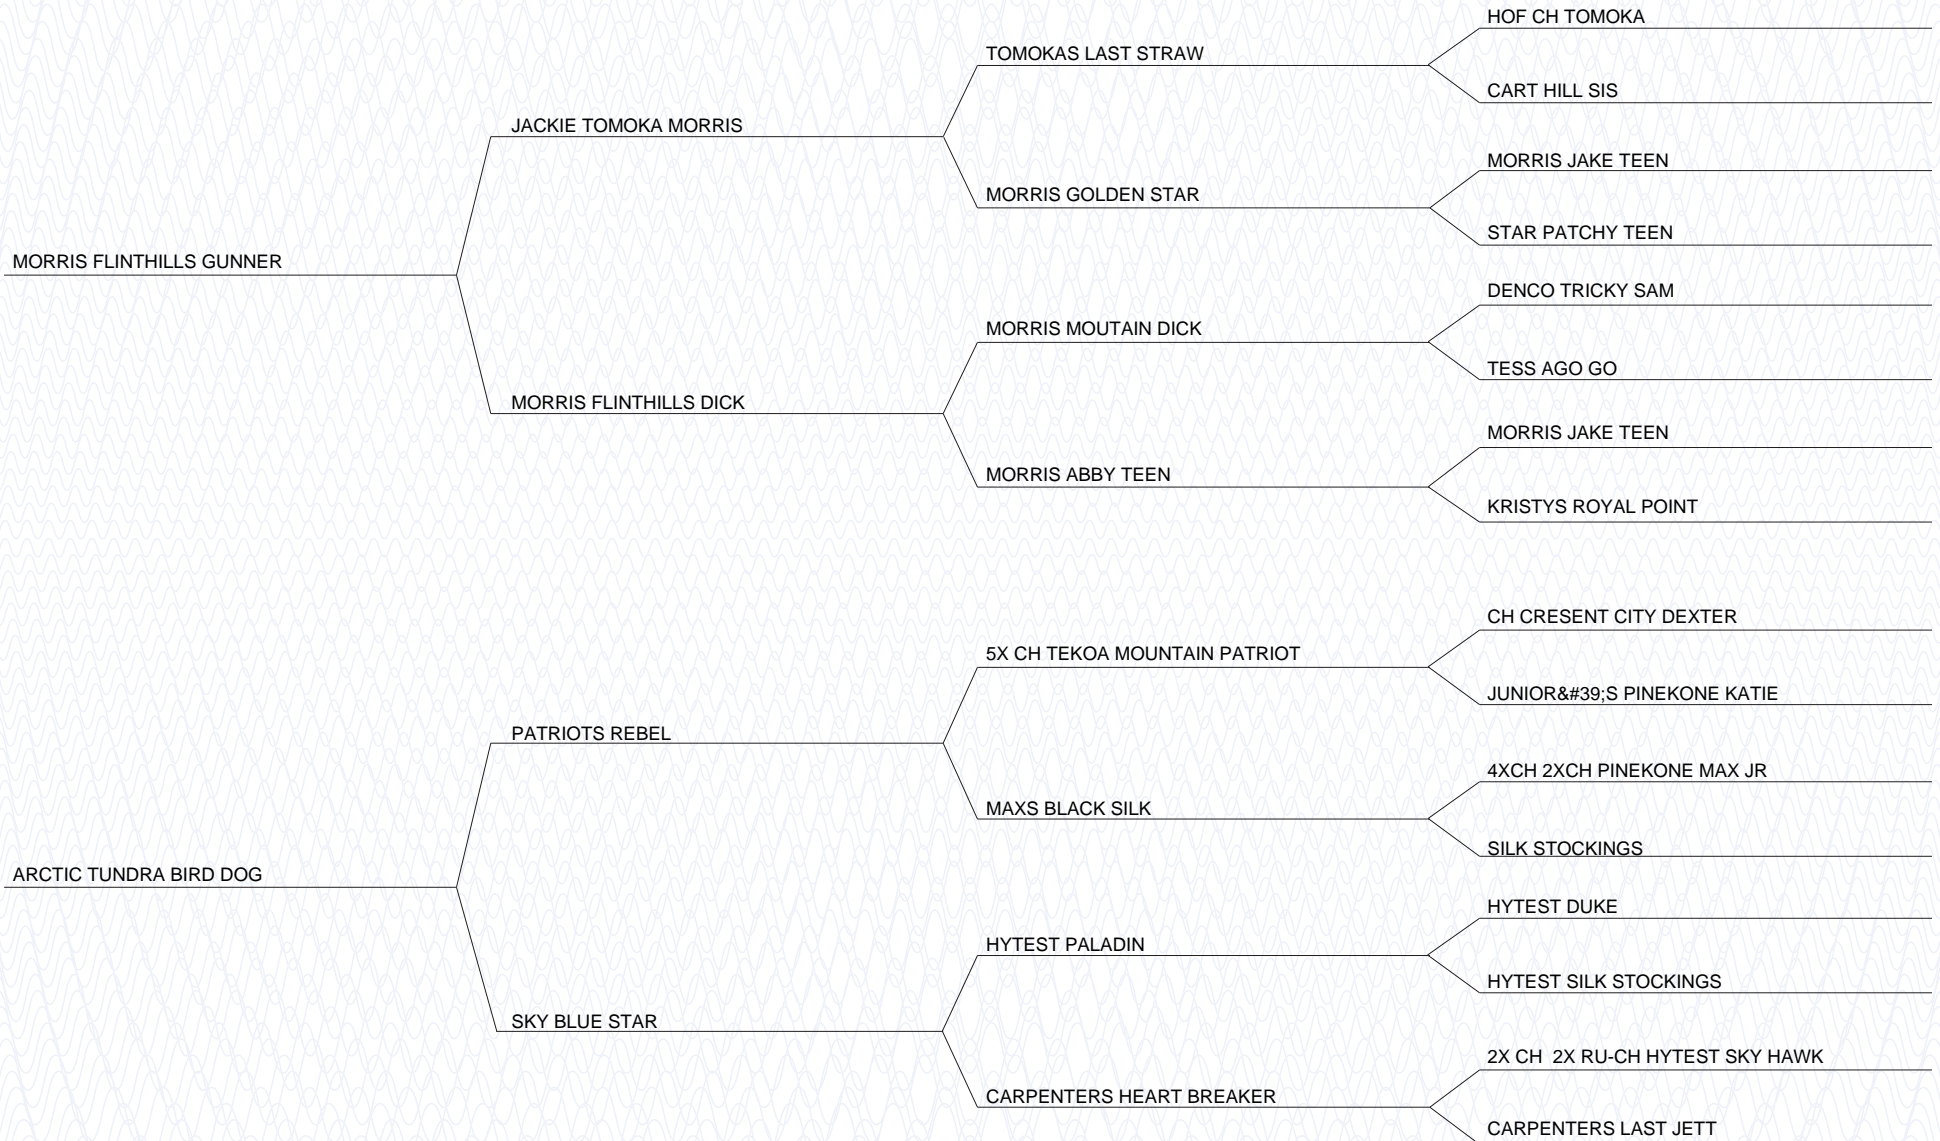 HOF CH TOMOKA
TOMOKAS LAST STRAW
CART HILL SIS
JACKIE TOMOKA MORRIS
MORRIS JAKE TEEN
MORRIS GOLDEN STAR
STAR PATCHY TEEN
MORRIS FLINTHILLS GUNNER
DENCO TRICKY SAM
MORRIS MOUTAIN DICK
TESS AGO GO
MORRIS FLINTHILLS DICK
MORRIS JAKE TEEN
MORRIS ABBY TEEN
KRISTYS ROYAL POINT
CH CRESENT CITY DEXTER
5X CH TEKOA MOUNTAIN PATRIOT
JUNIOR&#39;S PINEKONE KATIE
PATRIOTS REBEL
4XCH 2XCH PINEKONE MAX JR
MAXS BLACK SILK
SILK STOCKINGS
ARCTIC TUNDRA BIRD DOG
HYTEST DUKE
HYTEST PALADIN
HYTEST SILK STOCKINGS
SKY BLUE STAR
2X CH  2X RU-CH HYTEST SKY HAWK
CARPENTERS HEART BREAKER
CARPENTERS LAST JETT